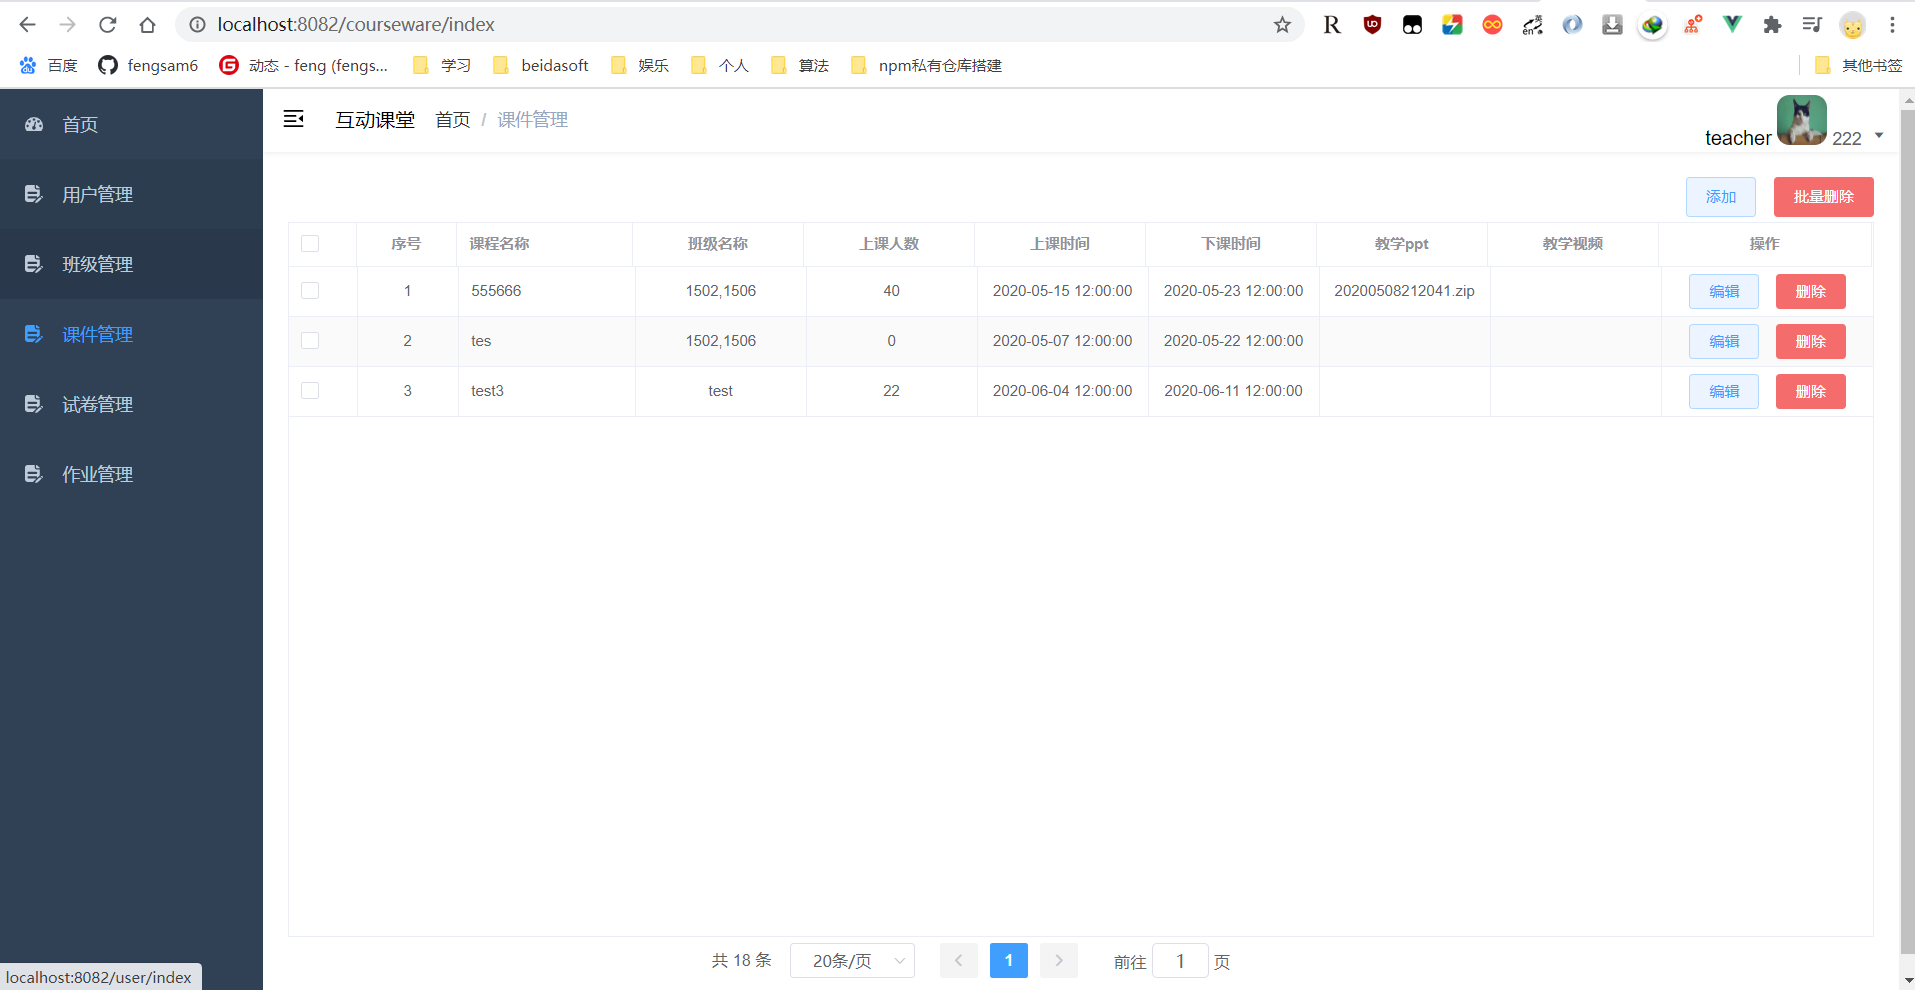 localhost:8082/courseware/index
百度 fengsam6 动态 - feng (fengs... 学习 beidasoft 娱乐 个人 算法 npm私有仓库搭建 其他书签
首页
用户管理
班级管理
课件管理
试卷管理
作业管理
互动课堂 首页 / 课件管理
teacher 222
添加 批量删除
序号 课程名称 班级名称 上课人数 上课时间 下课时间 教学ppt 教学视频 操作
1 555666 1502,1506 40 2020-05-15 12:00:00 2020-05-23 12:00:00 20200508212041.zip 编辑 删除
2 tes 1502,1506 0 2020-05-07 12:00:00 2020-05-22 12:00:00 编辑 删除
3 test3 test 22 2020-06-04 12:00:00 2020-06-11 12:00:00 编辑 删除
共 18 条 20条/页 1 前往 1 页
localhost:8082/user/index